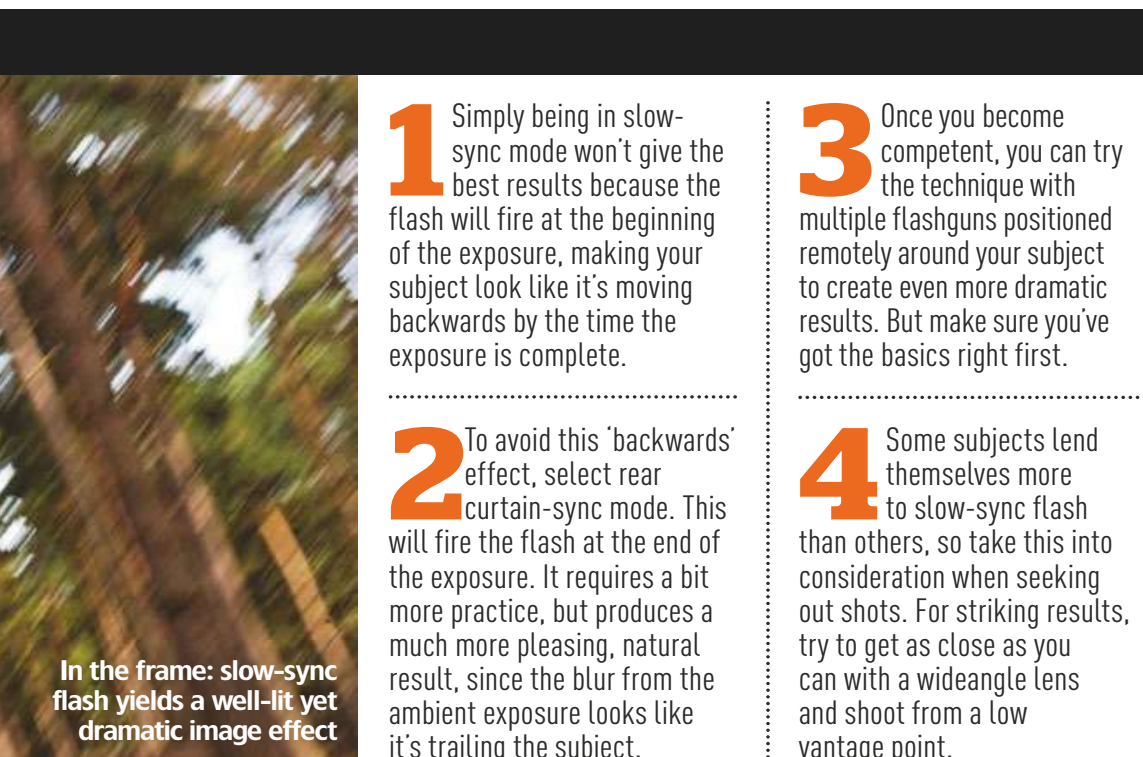 In the frame: slow-sync
flash yields a well-lit yet
dramatic image effect
1 Simply being in slow-
sync mode won't give the
best results because the
flash will fire at the beginning
of the exposure, making your
subject look like it's moving
backwards by the time the
exposure is complete.
2 To avoid this ‘backwards’
effect, select rear
curtain-sync mode. This
will fire the flash at the end of
the exposure. It requires a bit
more practice, but produces a
much more pleasing, natural
result, since the blur from the
ambient exposure looks like
it's trailing the subject.
3 Once you become
competent, you can try
the technique with
multiple flashguns positioned
remotely around your subject
to create even more dramatic
results. But make sure you've
got the basics right first.
4 Some subjects lend
themselves more
to slow-sync flash
than others, so take this into
consideration when seeking
out shots. For striking results,
try to get as close as you
can with a wideangle lens
and shoot from a low
vantage point.